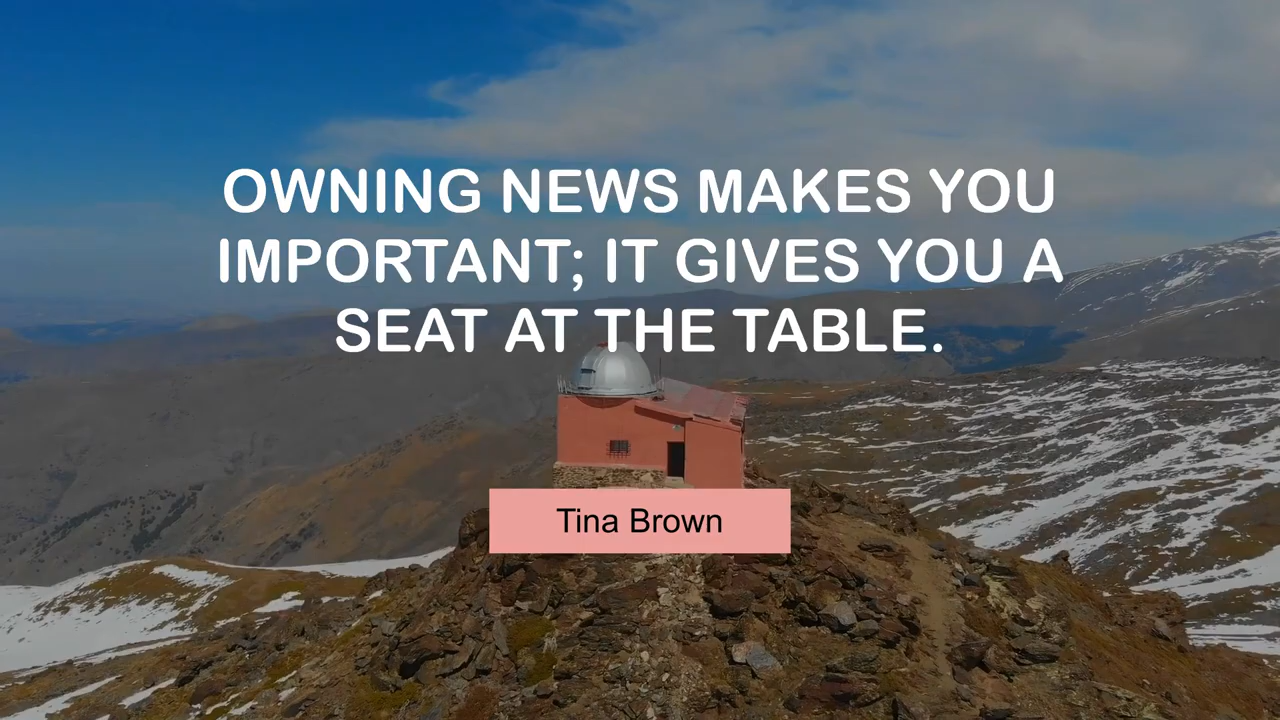 OWNING NEWS MAKES YOU
IMPORTANT; IT GIVES YOU A
SEAT AT THE TABLE.
Tina Brown